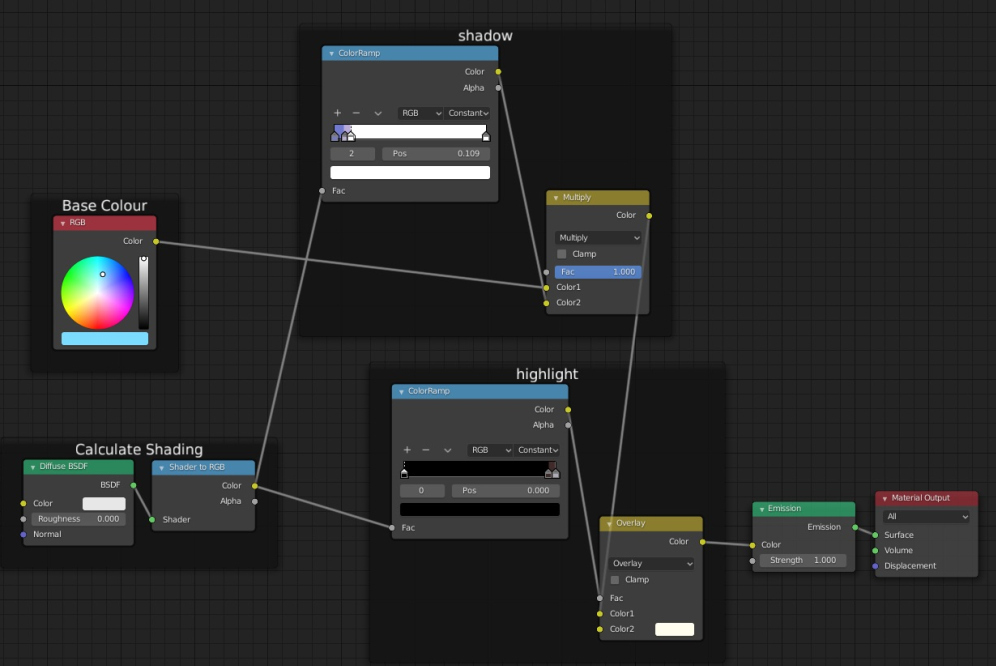 shadow
ColorRamp
Color
Alpha
RGB
Constant
2
Pos
0.109
Fac
Multiply
Color
Multiply
Clamp
Fac
1.000
Color1
Color2
Base Colour
RGB
Color
highlight
ColorRamp
Color
Alpha
RGB
Constant
0
Pos
0.000
Fac
Calculate Shading
Diffuse BSDF
BSDF
Color
Roughness
0.000
Normal
Shader to RGB
Color
Alpha
Shader
Overlay
Color
Overlay
Clamp
Fac
Color1
Color2
Emission
Emission
Color
Strength
1.000
Material Output
All
Surface
Volume
Displacement